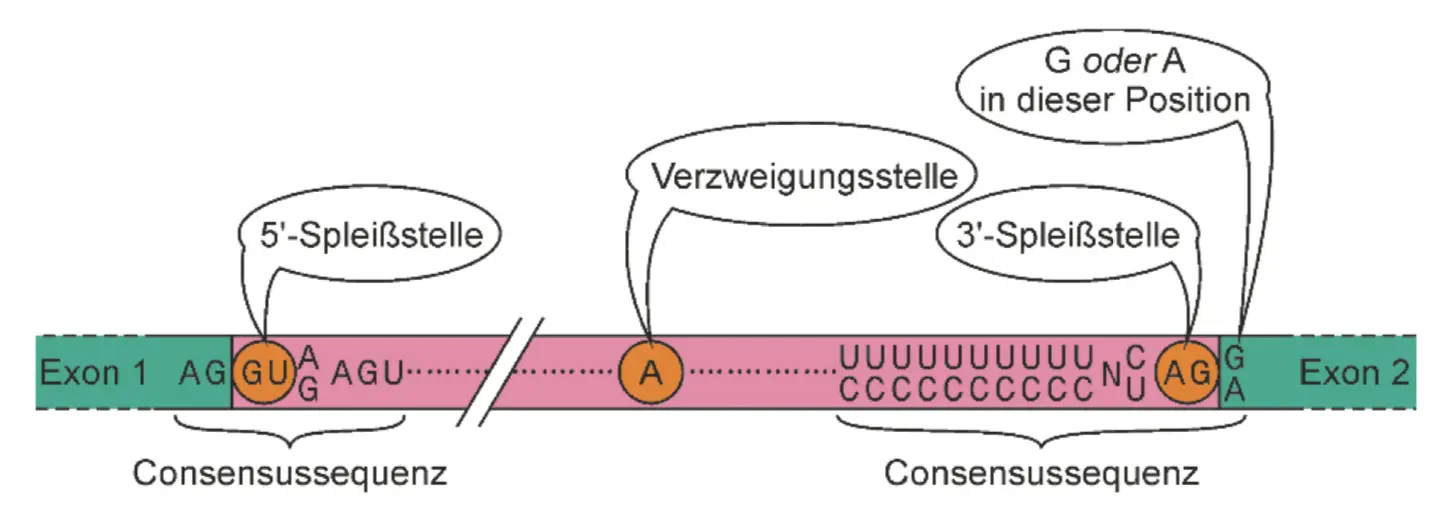 G oder A
in dieser Position
Verzweigungsstelle
5'-Spleißstelle
3'-Spleißstelle
Exon 1 AG GU A AGU A UUUUUUUUUU N C AG G Exon 2
G CCCCCCCCCC U A
Consensussequenz Consensussequenz